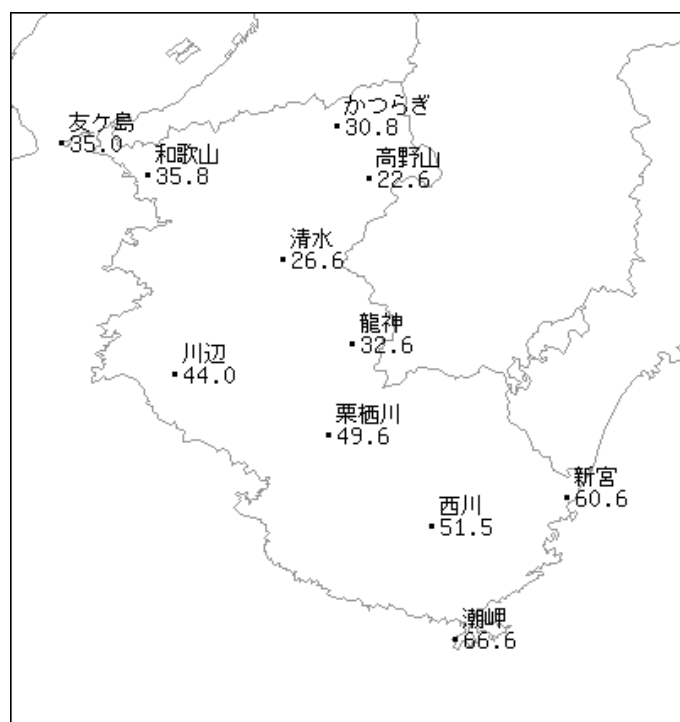 かつらぎ
30.8
友ケ島
35.0
和歌山
35.8
高野山
22.6
清水
26.6
龍神
32.6
川辺
44.0
栗栖川
49.6
新宮
60.6
西川
51.5
潮岬
66.6